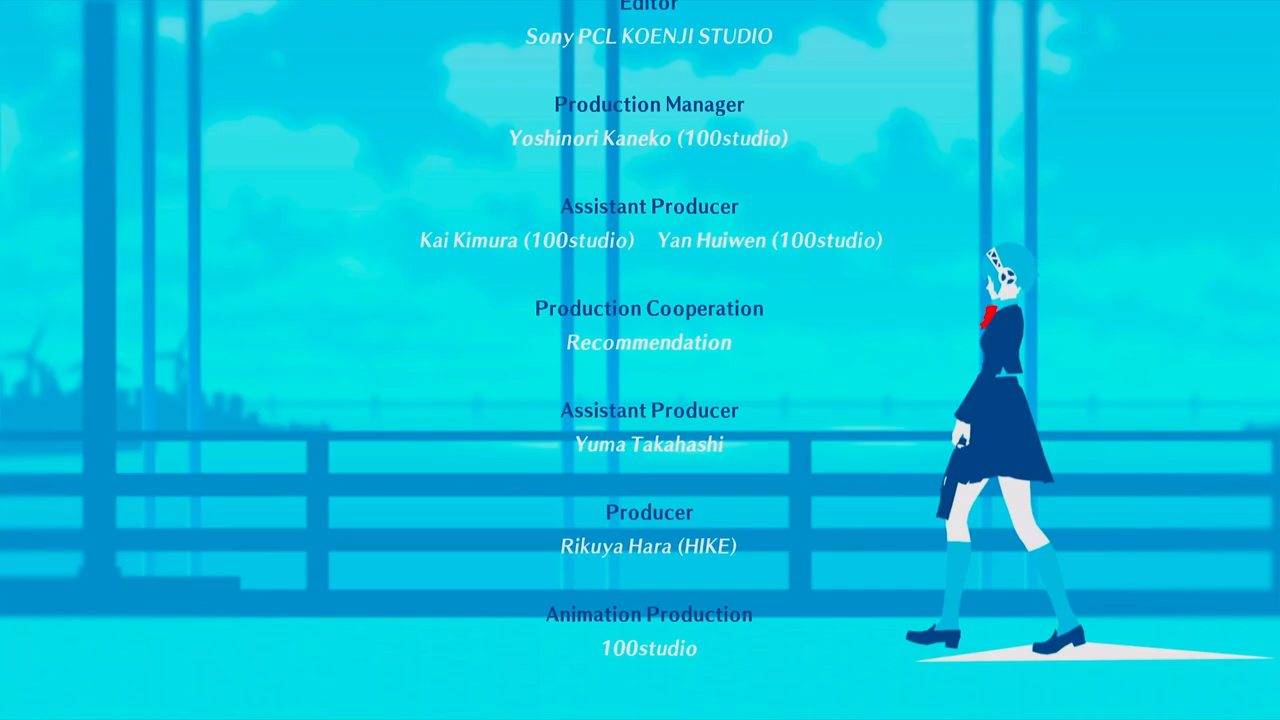 Editor
Sony PCL KOENJI STUDIO
Production Manager
Yoshinori Kaneko (100studio)
Assistant Producer
Kai Kimura (100studio) Yan Huiwen (100studio)
Production Cooperation
Recommendation
Assistant Producer
Yuma Takahashi
Producer
Rikuya Hara (HIKE)
Animation Production
100studio